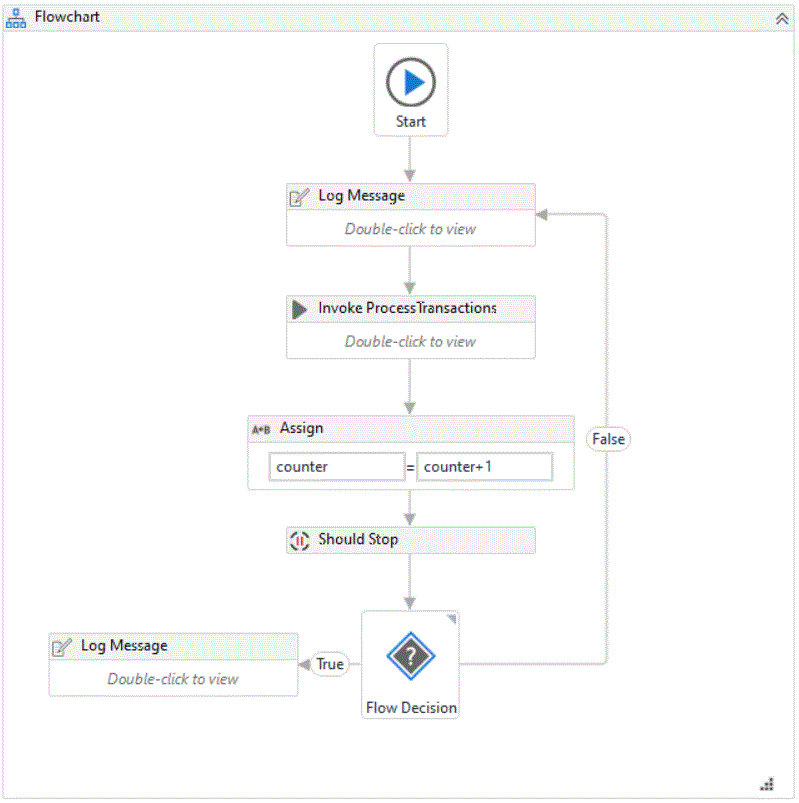 Flowchart
Start
Log Message
Double-click to view
Invoke ProcessTransactions
Double-click to view
A+B Assign
counter = counter+1
False
Should Stop
Log Message
Double-click to view
True
?
Flow Decision